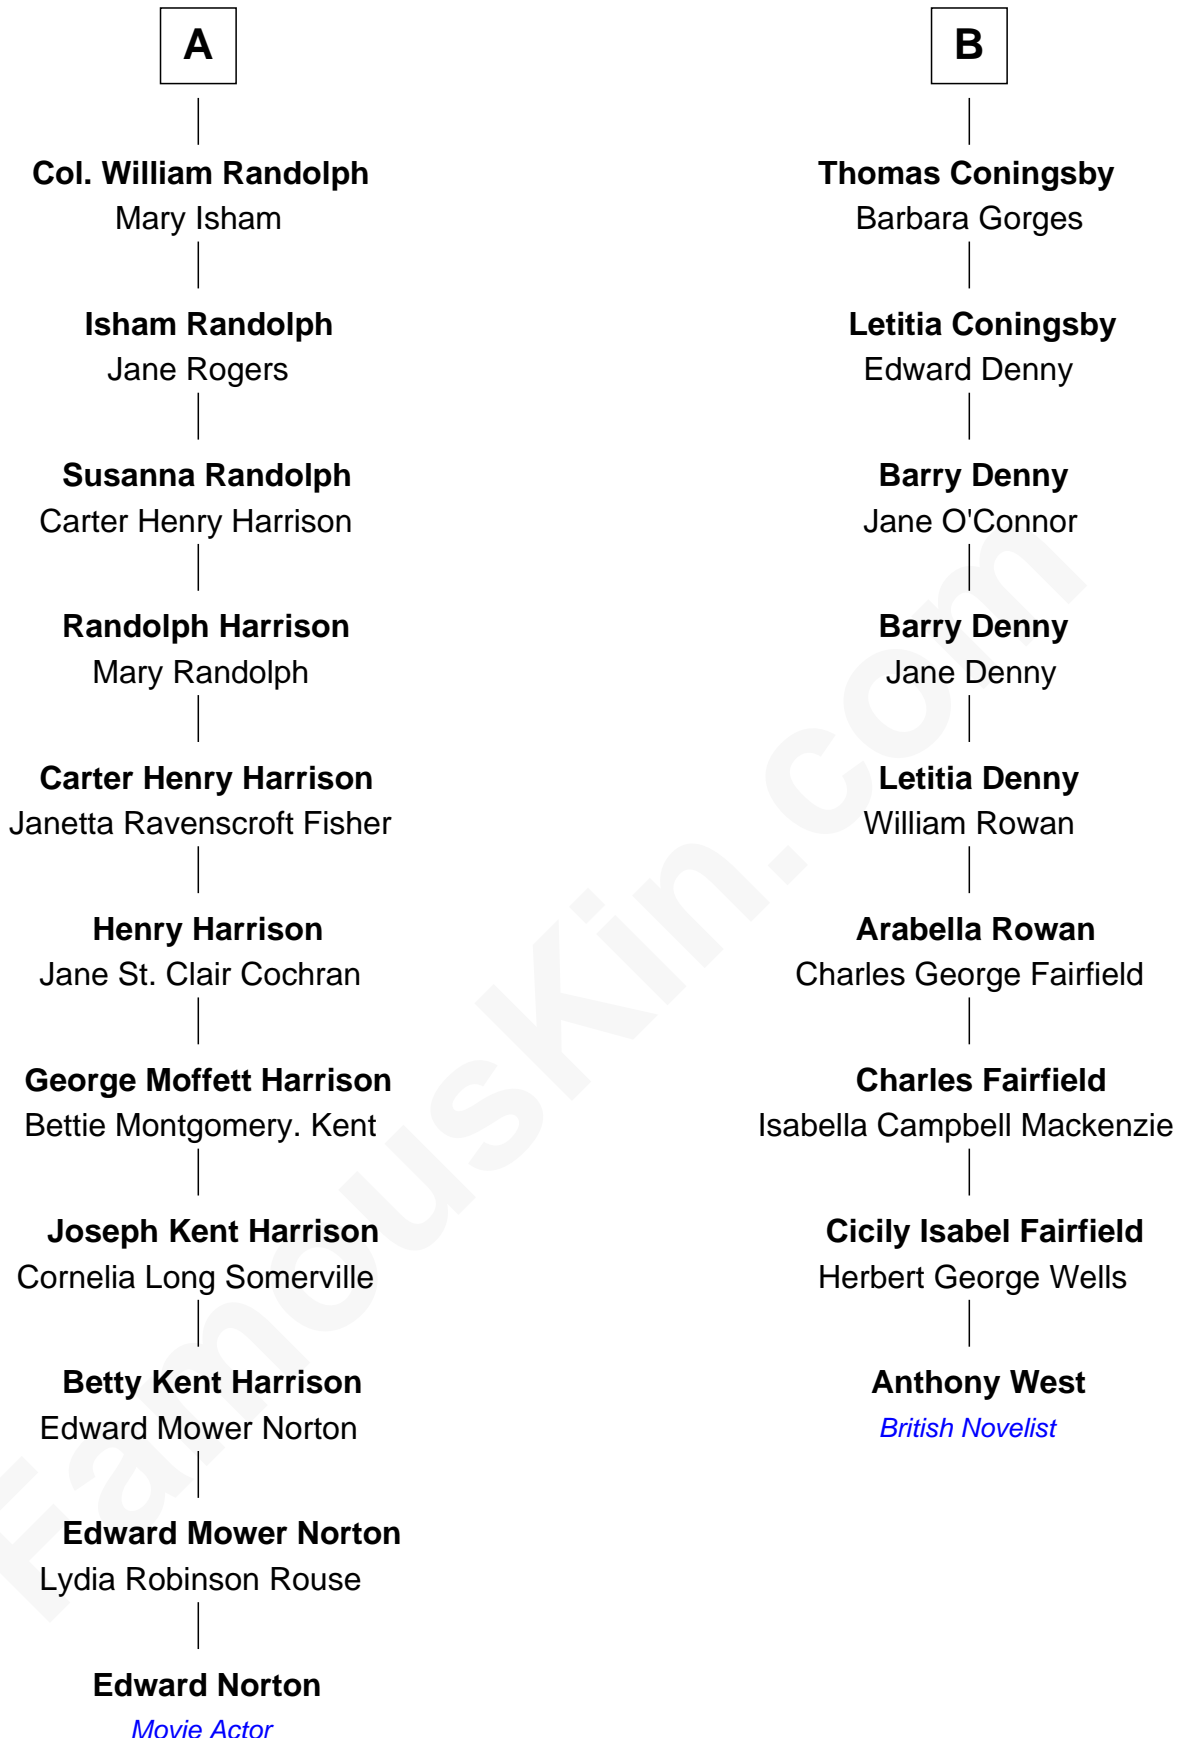 A
Col. William Randolph
Mary Isham
Isham Randolph
Jane Rogers
Susanna Randolph
Carter Henry Harrison
Randolph Harrison
Mary Randolph
Carter Henry Harrison
Janetta Ravenscroft Fisher
Henry Harrison
Jane St. Clair Cochran
George Moffett Harrison
Bettie Montgomery. Kent
Joseph Kent Harrison
Cornelia Long Somerville
Betty Kent Harrison
Edward Mower Norton
Edward Mower Norton
Lydia Robinson Rouse
Edward Norton
Movie Actor
B
Thomas Coningsby
Barbara Gorges
Letitia Coningsby
Edward Denny
Barry Denny
Jane O'Connor
Barry Denny
Jane Denny
Letitia Denny
William Rowan
Arabella Rowan
Charles George Fairfield
Charles Fairfield
Isabella Campbell Mackenzie
Cicily Isabel Fairfield
Herbert George Wells
Anthony West
British Novelist
FamousKin.com